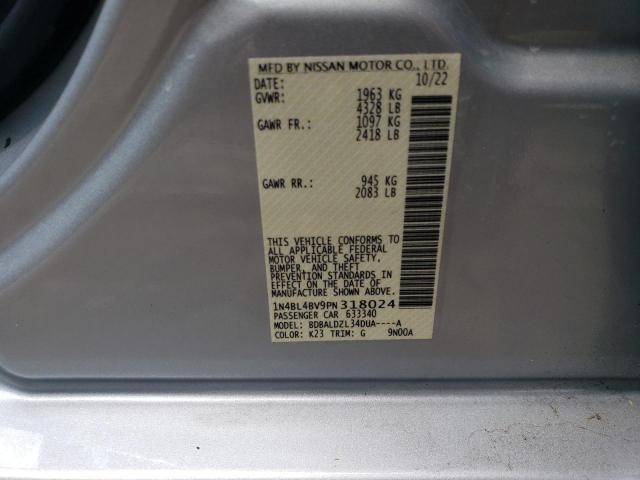 MFD BY NISSAN MOTOR CO., LTD.
DATE: 10/22
GVWR: 1963 KG
4328 LB
GAWR FR.: 1097 KG
2418 LB
GAWR RR.: 945 KG
2083 LB
THIS VEHICLE CONFORMS TO
ALL APPLICABLE FEDERAL
MOTOR VEHICLE SAFETY,
BUMPER, AND THEFT
PREVENTION STANDARDS IN
EFFECT ON THE DATE OF
MANUFACTURE SHOWN ABOVE.
1N4BL4BV9PN318024
PASSENGER CAR 633340
MODEL: BDBALDZL34DUA----A
COLOR: K23 TRIM: G 9N00A